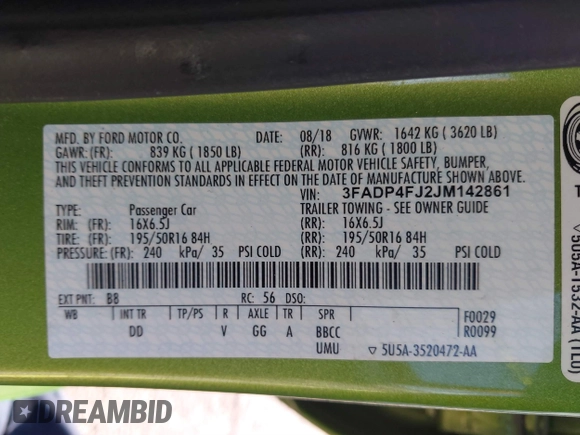 MFD. BY FORD MOTOR CO. DATE: 08/18 GVWR: 1642 KG ( 3620 LB)
GAWR: (FR): 839 KG ( 1850 LB) (RR): 816 KG ( 1800 LB)
THIS VEHICLE CONFORMS TO ALL APPLICABLE FEDERAL MOTOR VEHICLE SAFETY, BUMPER,
AND THEFT PREVENTION STANDARDS IN EFFECT ON THE DATE OF MANUFACTURE SHOWN ABOVE.
VIN: 3FADP4FJ2JM142861
TYPE: Passenger Car TRAILER TOWING - SEE OWNER GUIDE
RIM: (FR): 16X6.5J (RR): 16X6.5J
TIRE: (FR): 195/50R16 84H (RR): 195/50R16 84H
PRESSURE: (FR): 240 kPa/ 35 PSI COLD (RR): 240 kPa/ 35 PSI COLD
EXT PNT: B8 RC: 56 DSO:
WB INT TR TP/PS R AXLE TR SPR F0029
DD V GG A BBCC R0099
UMU ▽ 5U5A-3520472-AA
▽ 5U5A-1532-AA (TL0)
DREAMBID